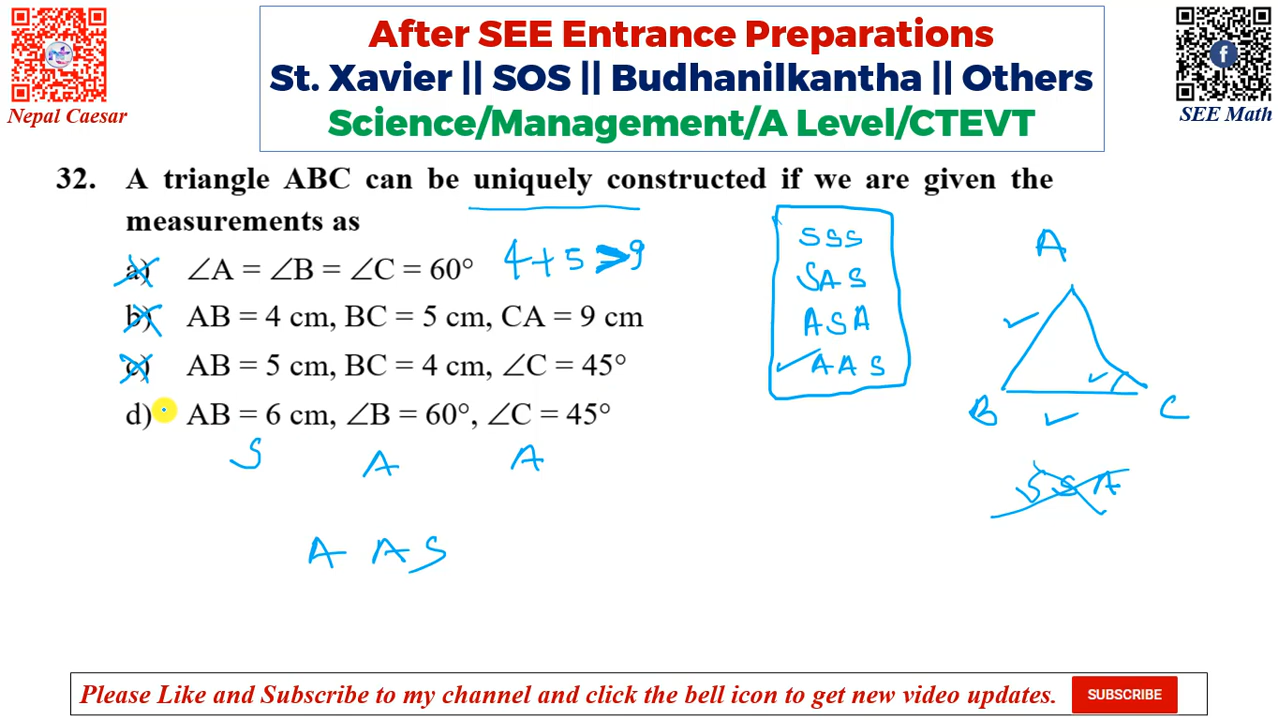 After SEE Entrance Preparations
St. Xavier || SOS || Budhanilkantha || Others
Science/Management/A Level/CTEVT
Nepal Caesar
SEE Math
32. A triangle ABC can be uniquely constructed if we are given the
measurements as
a) ∠A = ∠B = ∠C = 60°
4+5>9
b) AB = 4 cm, BC = 5 cm, CA = 9 cm
c) AB = 5 cm, BC = 4 cm, ∠C = 45°
d) AB = 6 cm, ∠B = 60°, ∠C = 45°
S A A
A A S
SSS
SAS
ASA
✓AAS
A
B C
SSA
Please Like and Subscribe to my channel and click the bell icon to get new video updates.
SUBSCRIBE